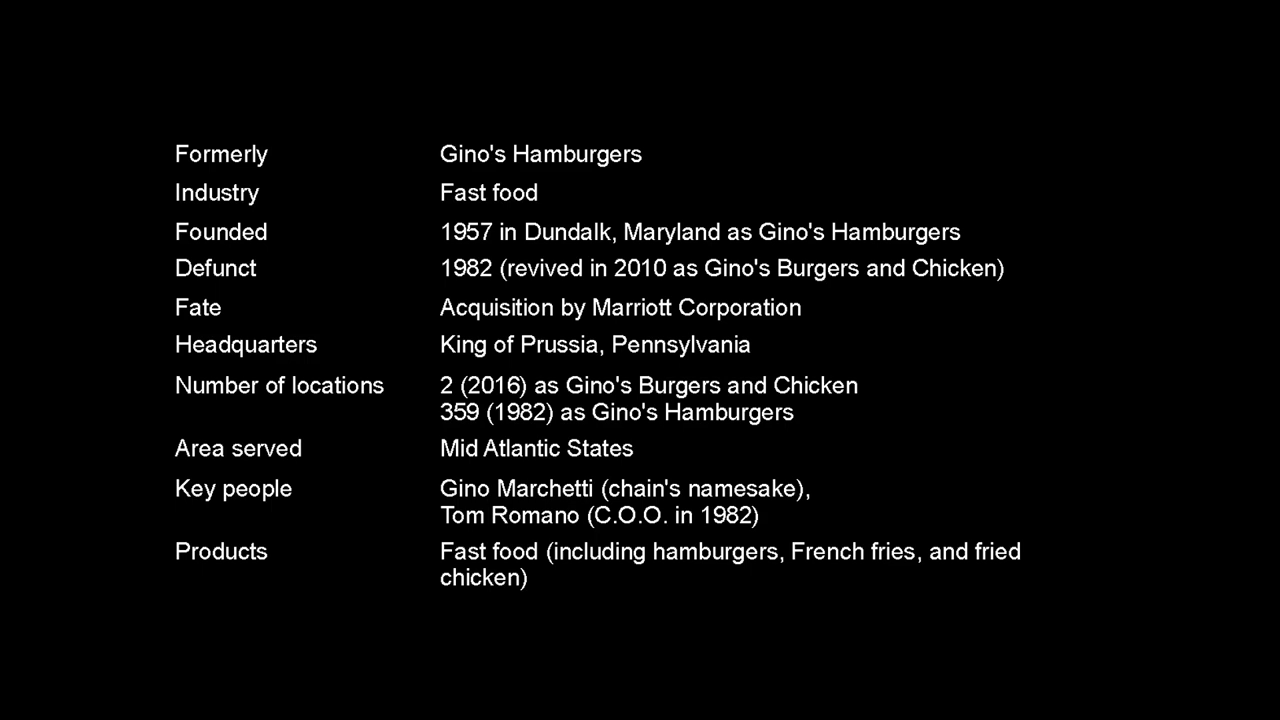 Formerly Gino's Hamburgers
Industry Fast food
Founded 1957 in Dundalk, Maryland as Gino's Hamburgers
Defunct 1982 (revived in 2010 as Gino's Burgers and Chicken)
Fate Acquisition by Marriott Corporation
Headquarters King of Prussia, Pennsylvania
Number of locations 2 (2016) as Gino's Burgers and Chicken
359 (1982) as Gino's Hamburgers
Area served Mid Atlantic States
Key people Gino Marchetti (chain's namesake),
Tom Romano (C.O.O. in 1982)
Products Fast food (including hamburgers, French fries, and fried
chicken)